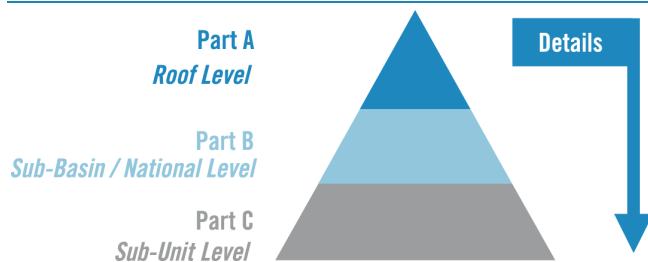 Part A
Roof Level
Details
Part B
Sub-Basin / National Level
Part C
Sub-Unit Level